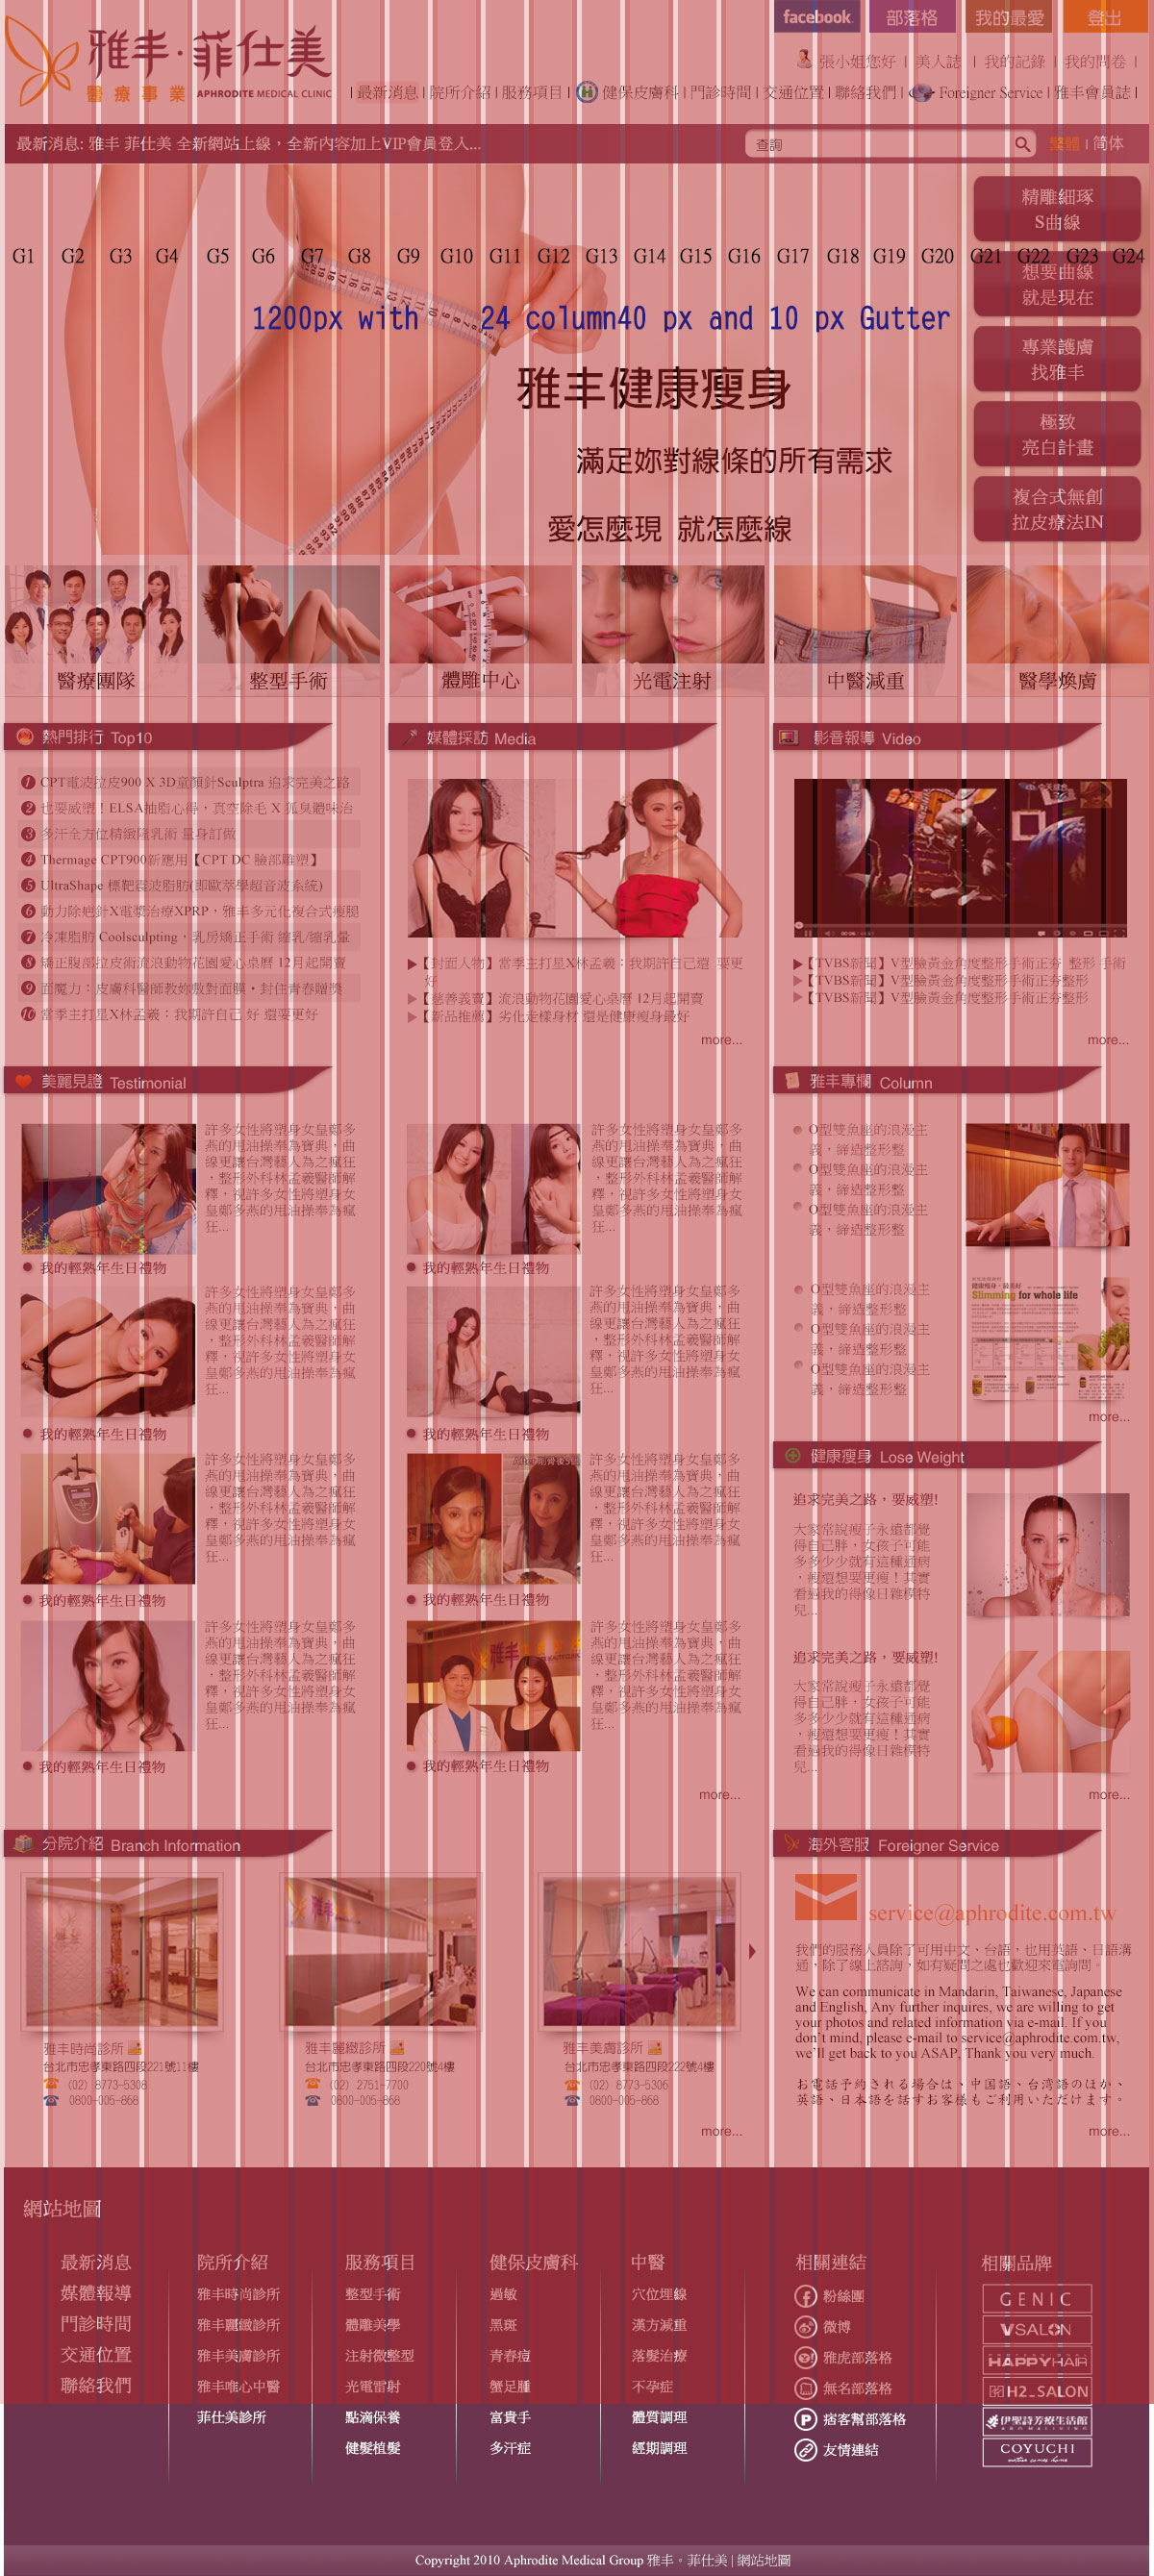 facebook 部落格 我的最愛 登出
張小姐您好 | 美人誌 | 我的記錄 | 我的問卷 |
雅丰·菲仕美
醫療事業 APHRODITE MEDICAL CLINIC
| 最新消息 | 院所介紹 | 服務項目 | 健保皮膚科 | 門診時間 | 交通位置 | 聯絡我們 | Foreigner Service | 雅丰會員誌 |
最新消息: 雅丰 菲仕美 全新網站上線，全新內容加上VIP會員登入...
查詢
繁體 | 简体
精雕細琢
S曲線
G1 G2 G3 G4 G5 G6 G7 G8 G9 G10 G11 G12 G13 G14 G15 G16 G17 G18 G19 G20 G21 G22 G23 G24
想要曲線
就是現在
1200px with 24 column40 px and 10 px Gutter
專業護膚
找雅丰
雅丰健康瘦身
極致
亮白計畫
滿足妳對線條的所有需求
複合式無創
拉皮療法IN
愛怎麼現 就怎麼線
醫療團隊
整型手術
體雕中心
光電注射
中醫減重
醫學煥膚
熱門排行 Top10
1 CPT電波拉皮900 X 3D童顏針Sculptra 追求完美之路
2 也要威塑！ELSA抽脂心得，真空除毛 X 狐臭體味治
3 多汗全方位精緻隆乳術 量身訂做
4 Thermage CPT900新應用【CPT DC 臉部雕塑】
5 UltraShape 標靶震波脂肪(即歐萃學超音波系統)
6 動力除疤針X電漿治療XPRP，雅丰多元化複合式瘦腿
7 冷凍脂肪 Coolsculpting，乳房矯正手術 縮乳/縮乳暈
8 矯正腹部拉皮術流浪動物花園愛心桌曆 12月起開賣
9 面魔力：皮膚科醫師教妳敷對面膜・封住青春贈獎
10 當季主打星X林孟羲：我期許自己 好 還要更好
媒體採訪 Media
【封面人物】當季主打星X林孟羲：我期許自己還 要更
好
【慈善義賣】流浪動物花園愛心桌曆 12月起開賣
【新品推薦】劣化走樣身材 還是健康瘦身最好
more...
影音報導 Video
【TVBS新聞】V型臉黃金角度整形手術正夯 整形 手術
【TVBS新聞】V型臉黃金角度整形手術正夯整形
【TVBS新聞】V型臉黃金角度整形手術正夯整形
more...
美麗見證 Testimonial
許多女性將塑身女皇鄭多
燕的甩油操奉為寶典，曲
線更讓台灣藝人為之瘋狂
，整形外科林孟羲醫師解
釋，視許多女性將塑身女
皇鄭多燕的甩油操奉為瘋
狂...
我的輕熟年生日禮物
許多女性將塑身女皇鄭多
燕的甩油操奉為寶典，曲
線更讓台灣藝人為之瘋狂
，整形外科林孟羲醫師解
釋，視許多女性將塑身女
皇鄭多燕的甩油操奉為瘋
狂...
我的輕熟年生日禮物
許多女性將塑身女皇鄭多
燕的甩油操奉為寶典，曲
線更讓台灣藝人為之瘋狂
，整形外科林孟羲醫師解
釋，視許多女性將塑身女
皇鄭多燕的甩油操奉為瘋
狂...
我的輕熟年生日禮物
許多女性將塑身女皇鄭多
燕的甩油操奉為寶典，曲
線更讓台灣藝人為之瘋狂
，整形外科林孟羲醫師解
釋，視許多女性將塑身女
皇鄭多燕的甩油操奉為瘋
狂...
我的輕熟年生日禮物
許多女性將塑身女皇鄭多
燕的甩油操奉為寶典，曲
線更讓台灣藝人為之瘋狂
，整形外科林孟羲醫師解
釋，視許多女性將塑身女
皇鄭多燕的甩油操奉為瘋
狂...
我的輕熟年生日禮物
許多女性將塑身女皇鄭多
燕的甩油操奉為寶典，曲
線更讓台灣藝人為之瘋狂
，整形外科林孟羲醫師解
釋，視許多女性將塑身女
皇鄭多燕的甩油操奉為瘋
狂...
我的輕熟年生日禮物
許多女性將塑身女皇鄭多
燕的甩油操奉為寶典，曲
線更讓台灣藝人為之瘋狂
，整形外科林孟羲醫師解
釋，視許多女性將塑身女
皇鄭多燕的甩油操奉為瘋
狂...
我的輕熟年生日禮物
許多女性將塑身女皇鄭多
燕的甩油操奉為寶典，曲
線更讓台灣藝人為之瘋狂
，整形外科林孟羲醫師解
釋，視許多女性將塑身女
皇鄭多燕的甩油操奉為瘋
狂...
我的輕熟年生日禮物
more...
雅丰專欄 Column
O型雙魚座的浪漫主
義，締造整形整
O型雙魚座的浪漫主
義，締造整形整
O型雙魚座的浪漫主
義，締造整形整
O型雙魚座的浪漫主
義，締造整形整
O型雙魚座的浪漫主
義，締造整形整
O型雙魚座的浪漫主
義，締造整形整
Slimming for whole life
more...
健康瘦身 Lose Weight
追求完美之路，要威塑!
大家常說瘦子永遠都覺
得自己胖，女孩子可能
多多少少就有這種通病
，瘦還想要更瘦！其實
看過我的得像日雜模特
兒...
追求完美之路，要威塑!
大家常說瘦子永遠都覺
得自己胖，女孩子可能
多多少少就有這種通病
，瘦還想要更瘦！其實
看過我的得像日雜模特
兒...
more...
分院介紹 Branch Information
雅丰時尚診所
台北市忠孝東路四段221號11樓
(02) 8773-5308
0800-005-868
雅丰麗緻診所
台北市忠孝東路四段220號4樓
(02) 2751-7700
0800-005-868
雅丰美膚診所
台北市忠孝東路四段222號4樓
(02) 8773-5306
0800-005-868
more...
海外客服 Foreigner Service
service@aphrodite.com.tw
我們的服務人員除了可用中文、台語，也用英語、日語溝
通，除了線上諮詢，如有疑問之處也歡迎來電詢問。
We can communicate in Mandarin, Taiwanese, Japanese
and English, Any further inquires, we are willing to get
your photos and related information via e-mail. If you
don't mind, please e-mail to service@aphrodite.com.tw,
we'll get back to you ASAP, Thank you very much.
お電話予約される場合は、中国語、台湾語のほか、
英語、日本語を話すお客様もご利用いただけます。
more...
網站地圖
最新消息
媒體報導
門診時間
交通位置
聯絡我們
院所介紹
雅丰時尚診所
雅丰麗緻診所
雅丰美膚診所
雅丰唯心中醫
菲仕美診所
服務項目
整型手術
體雕美學
注射微整型
光電雷射
點滴保養
健髮植髮
健保皮膚科
過敏
黑斑
青春痘
蟹足腫
富貴手
多汗症
中醫
穴位埋線
漢方減重
落髮治療
不孕症
體質調理
經期調理
相關連結
粉絲團
微博
雅虎部落格
無名部落格
痞客幫部落格
友情連結
相關品牌
GENIC
VSALON
HAPPYHAIR
H2_SALON
伊聖詩芳療生活館
COYUCHI
Copyright 2010 Aphrodite Medical Group 雅丰。菲仕美 | 網站地圖